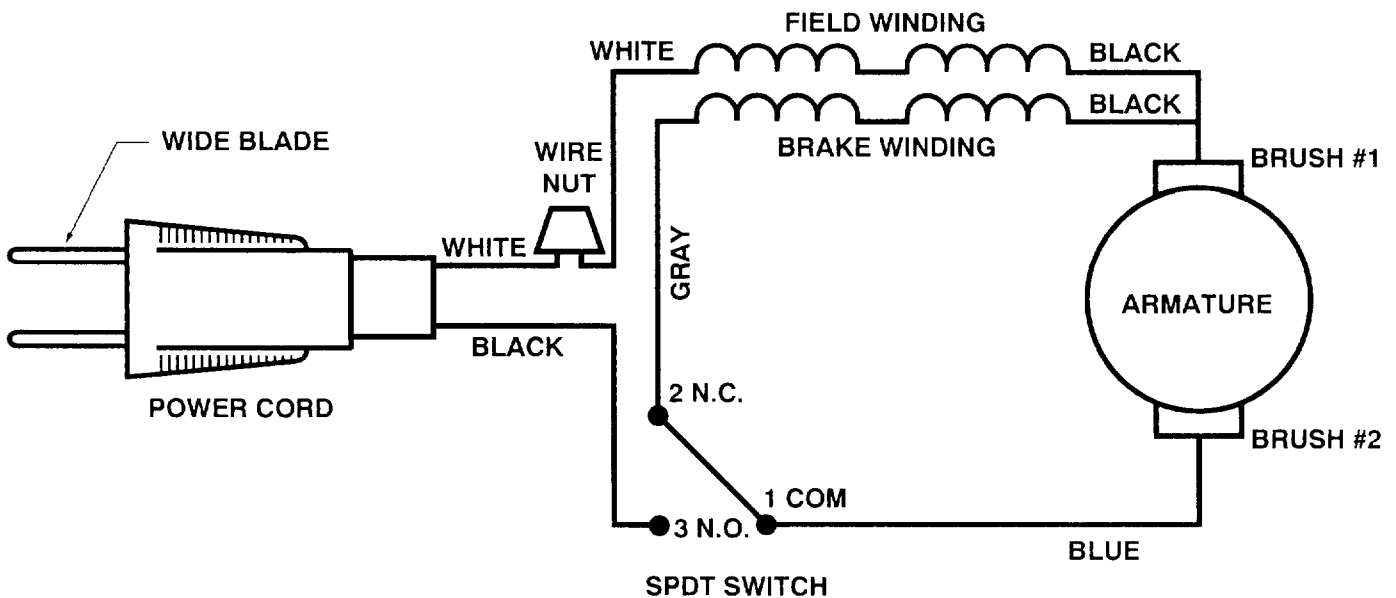 FIELD WINDING
WHITE
BLACK
BLACK
BRAKE WINDING
WIDE BLADE
WIRE
NUT
BRUSH #1
WHITE
GRAY
ARMATURE
BLACK
POWER CORD
2 N.C.
BRUSH #2
1 COM
3 N.O.
BLUE
SPDT SWITCH